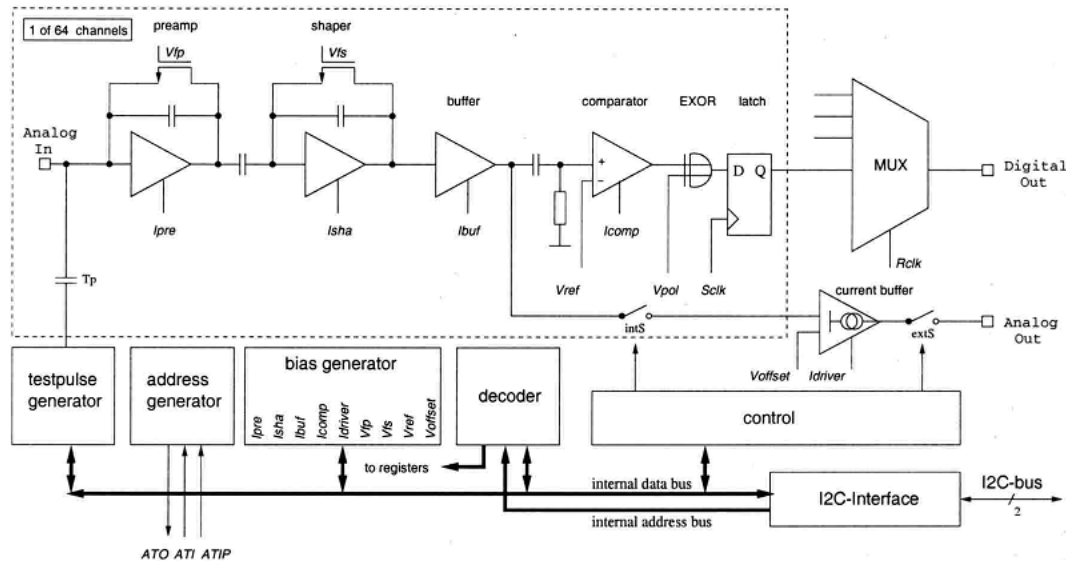 1 of 64 channels
preamp
shaper
Vfp
Vfs
buffer
comparator
EXOR
latch
Analog
In
+
−
D Q
MUX
Digital
Out
Ipre
Isha
Ibuf
Icomp
Rclk
Tp
Vref
Vpol
Sclk
current buffer
intS
extS
Analog
Out
Voffset
Idriver
testpulse
generator
address
generator
bias generator
Ipre
Isha
Ibuf
Icomp
Idriver
Vfp
Vfs
Vref
Voffset
decoder
control
to registers
internal data bus
internal address bus
I2C-Interface
I2C-bus
2
ATO ATI ATIP